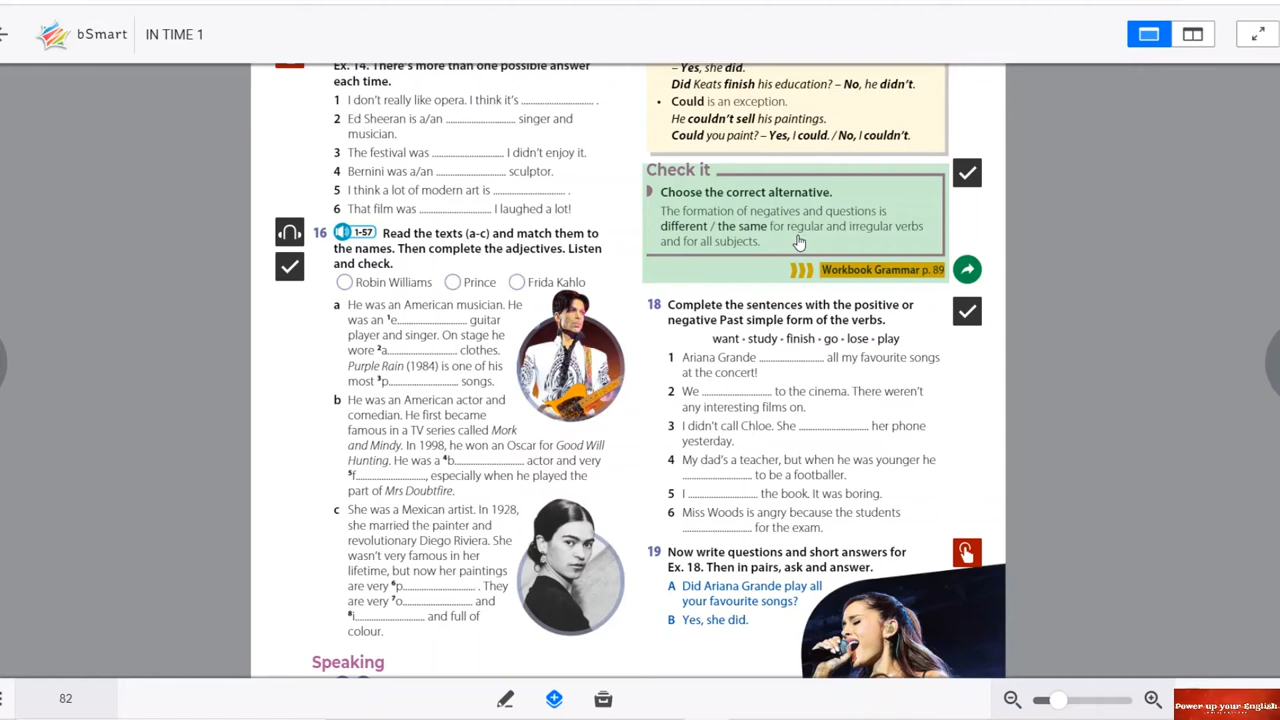 bSmart
IN TIME 1
Ex. 14. There's more than one possible answer
each time.
1 I don't really like opera. I think it's .............................. .
2 Ed Sheeran is a/an .............................. singer and
musician.
3 The festival was .............................. I didn't enjoy it.
4 Bernini was a/an .............................. sculptor.
5 I think a lot of modern art is .............................. .
6 That film was .............................. I laughed a lot!
16 1-57 Read the texts (a-c) and match them to
the names. Then complete the adjectives. Listen
and check.
Robin Williams Prince Frida Kahlo
a He was an American musician. He
was an 1e.............................. guitar
player and singer. On stage he
wore 2a.............................. clothes.
Purple Rain (1984) is one of his
most 3p.............................. songs.
b He was an American actor and
comedian. He first became
famous in a TV series called Mork
and Mindy. In 1998, he won an Oscar for Good Will
Hunting. He was a 4b.............................. actor and very
5f.............................., especially when he played the
part of Mrs Doubtfire.
c She was a Mexican artist. In 1928,
she married the painter and
revolutionary Diego Riviera. She
wasn't very famous in her
lifetime, but now her paintings
are very 6p.............................. . They
are very 7o.............................. and
8i.............................. and full of
colour.
Speaking
– Yes, she did.
Did Keats finish his education? – No, he didn't.
• Could is an exception.
He couldn't sell his paintings.
Could you paint? – Yes, I could. / No, I couldn't.
Check it
Choose the correct alternative.
The formation of negatives and questions is
different / the same for regular and irregular verbs
and for all subjects.
Workbook Grammar p. 89
18 Complete the sentences with the positive or
negative Past simple form of the verbs.
want • study • finish • go • lose • play
1 Ariana Grande .............................. all my favourite songs
at the concert!
2 We .............................. to the cinema. There weren't
any interesting films on.
3 I didn't call Chloe. She .............................. her phone
yesterday.
4 My dad's a teacher, but when he was younger he
.............................. to be a footballer.
5 I .............................. the book. It was boring.
6 Miss Woods is angry because the students
.............................. for the exam.
19 Now write questions and short answers for
Ex. 18. Then in pairs, ask and answer.
A Did Ariana Grande play all
your favourite songs?
B Yes, she did.
82
Power up your English